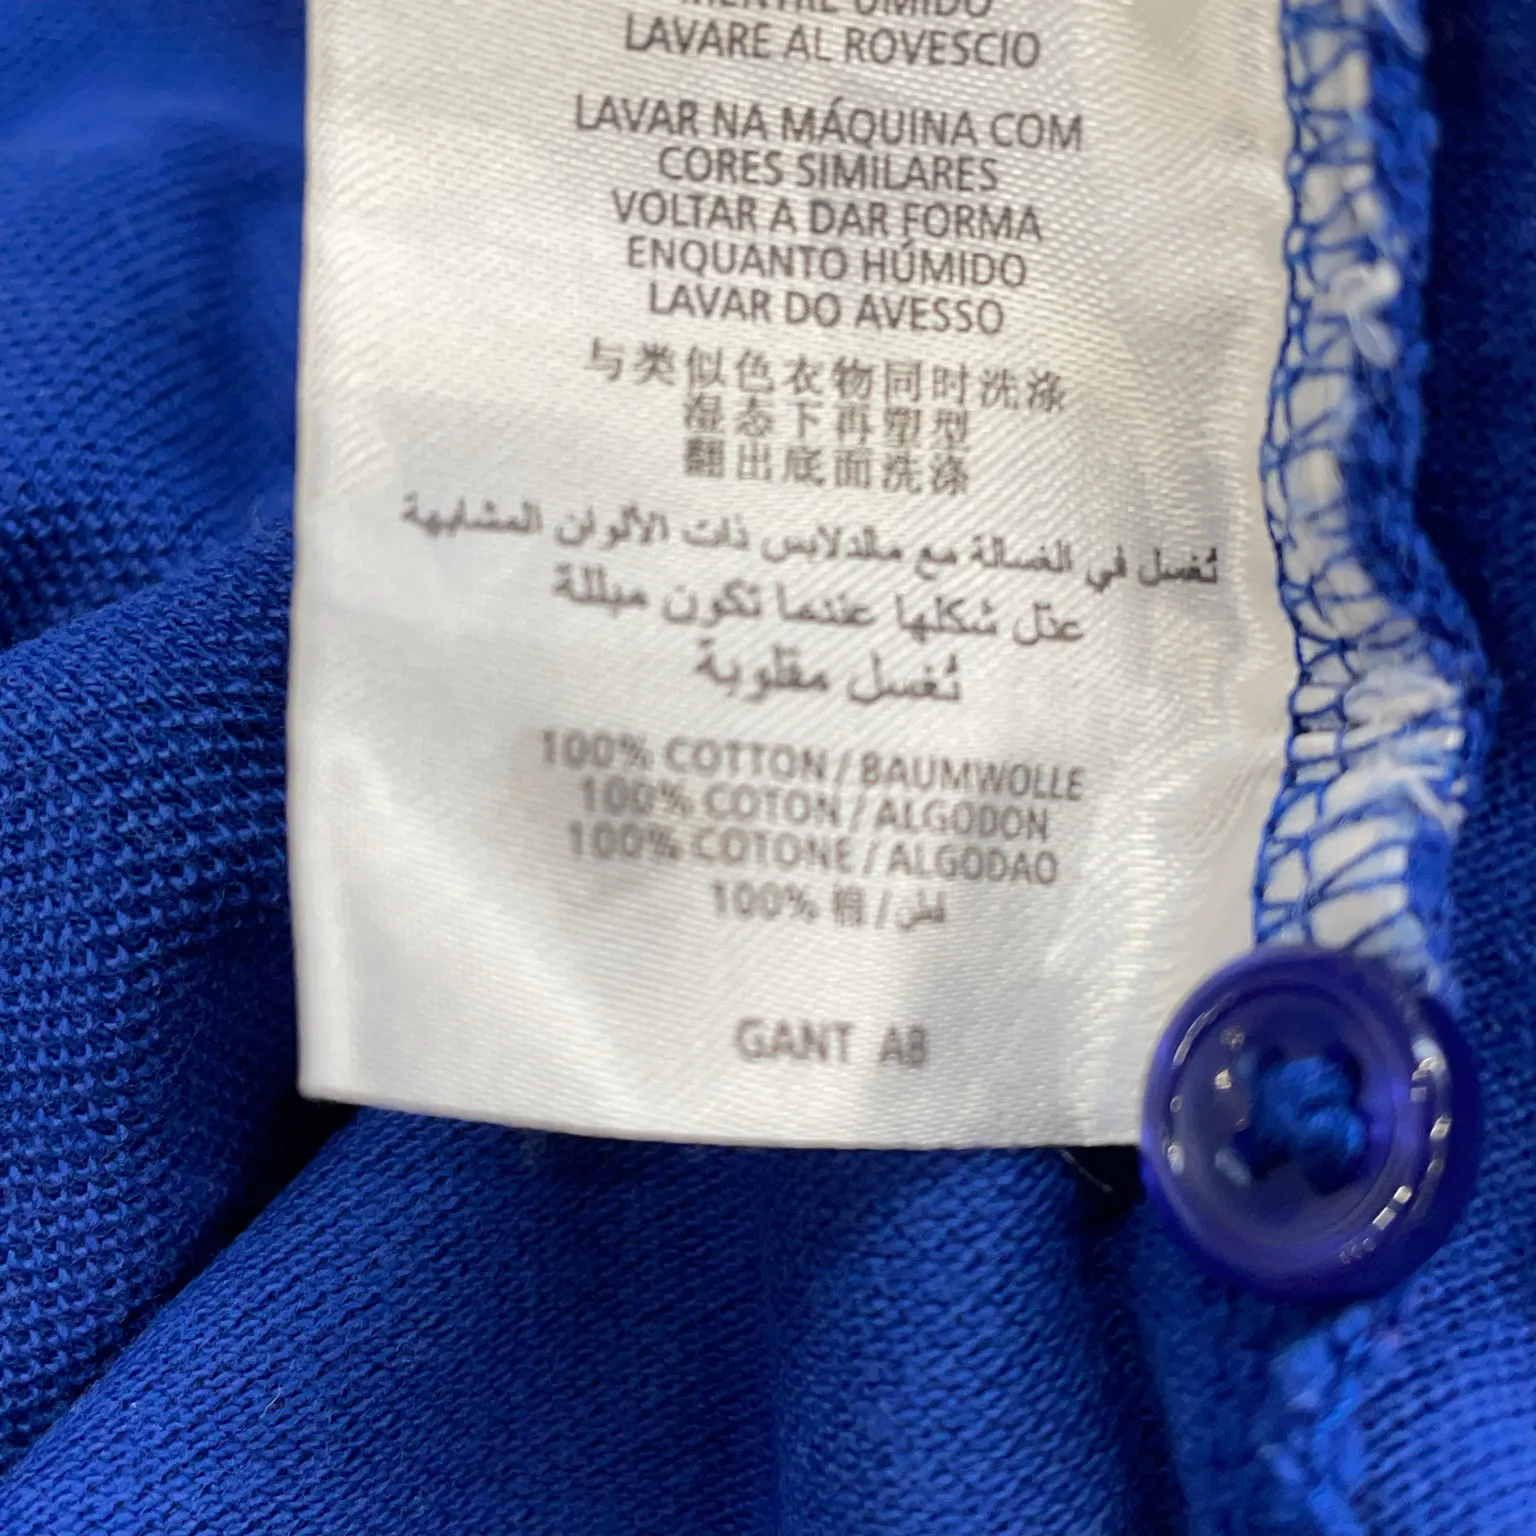 MENTRE UMIDO
LAVARE AL ROVESCIO
LAVAR NA MÁQUINA COM
CORES SIMILARES
VOLTAR A DAR FORMA
ENQUANTO HÚMIDO
LAVAR DO AVESSO
与类似色衣物同时洗涤
湿态下再塑型
翻出底面洗涤
تُغسل في الغسالة مع ذات الألوان المشابهة
شكلها عندما تكون مبللة
تُغسل مقلوبة
100% COTTON / BAUMWOLLE
100% COTON / ALGODON
100% COTONE / ALGODAO
100% 棉 / قطن
GANT AB